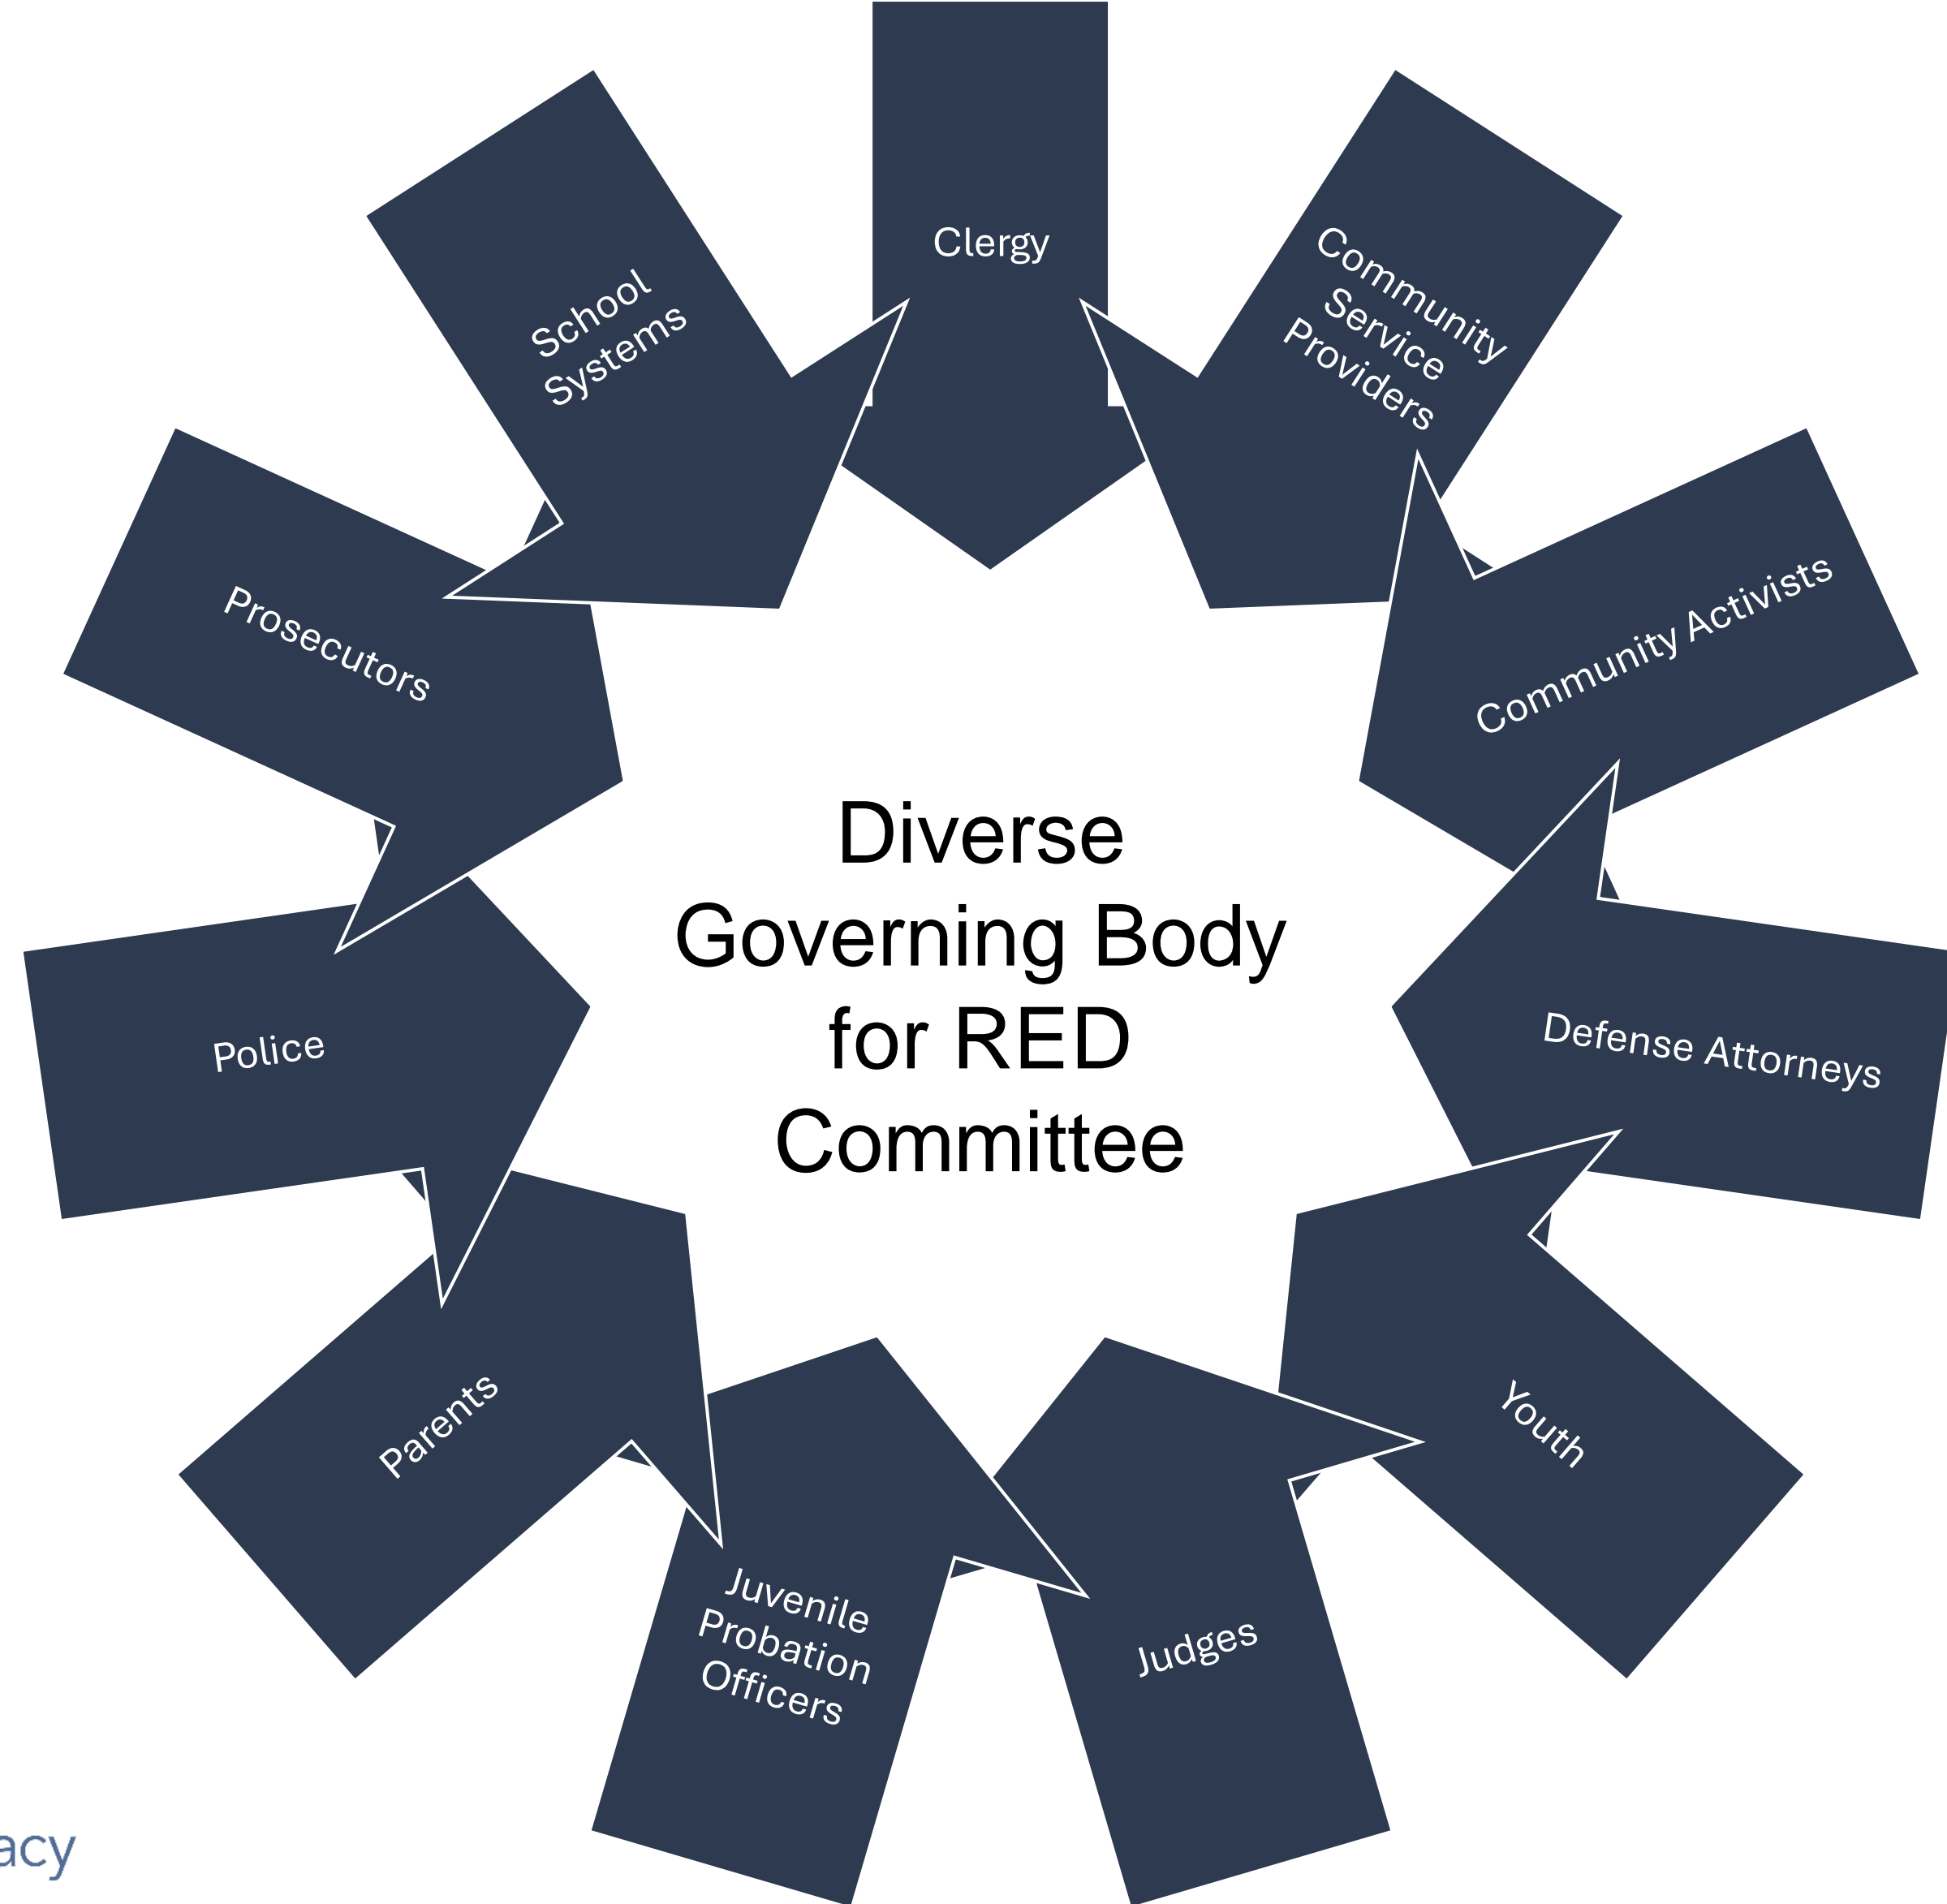 Clergy
Community
Service
Providers
Community Activists
Defense Attorneys
Youth
Judges
Juvenile
Probation
Officers
Parents
Police
Prosecutors
School
Systems
Diverse
Governing Body
for RED
Committee
acy